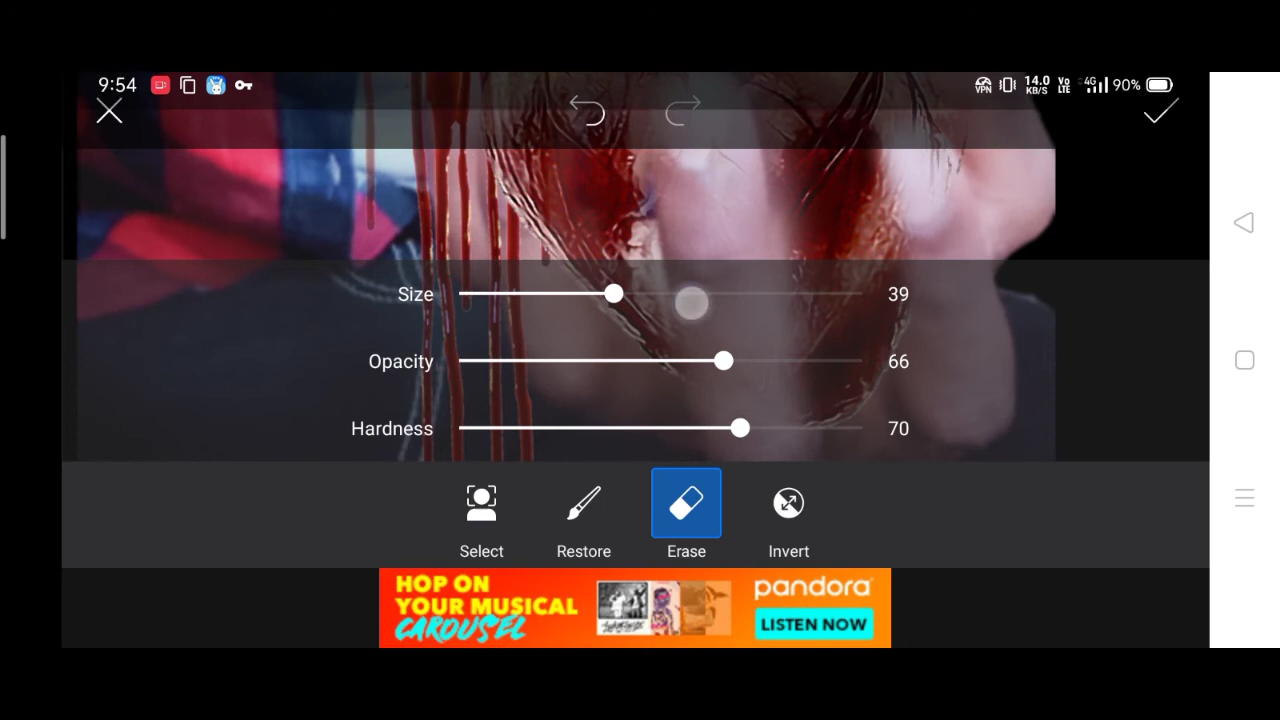 9:54
VPN 14.0 KB/S Vo LTE 4G 90%
Size 39
Opacity 66
Hardness 70
Select Restore Erase Invert
HOP ON
YOUR MUSICAL
CAROUSEL
pandora
LISTEN NOW